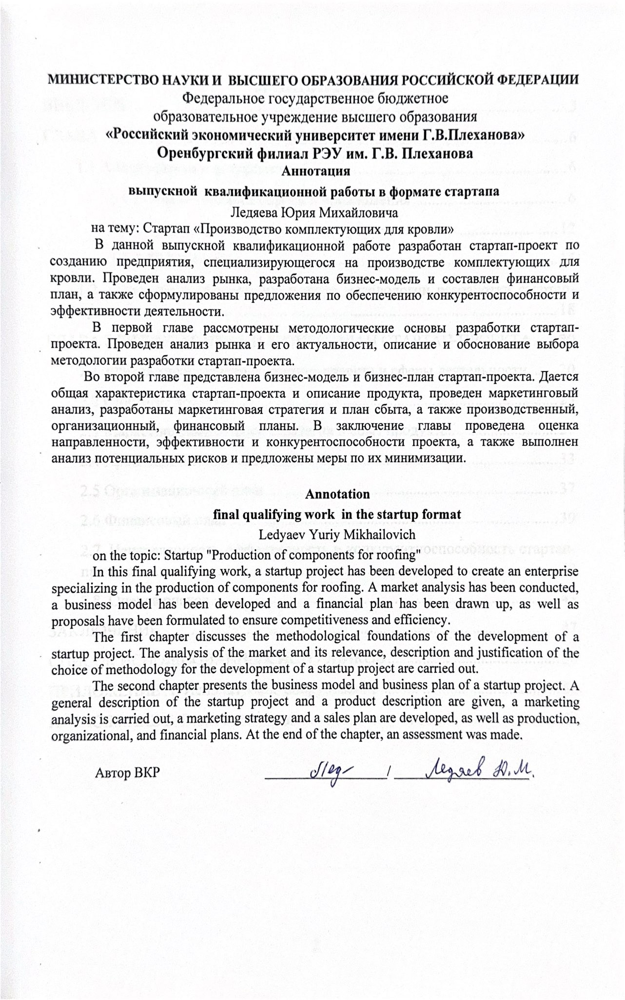 МИНИСТЕРСТВО НАУКИ И ВЫСШЕГО ОБРАЗОВАНИЯ РОССИЙСКОЙ ФЕДЕРАЦИИ
Федеральное государственное бюджетное
образовательное учреждение высшего образования
«Российский экономический университет имени Г.В.Плеханова»
Оренбургский филиал РЭУ им. Г.В. Плеханова
Аннотация
выпускной квалификационной работы в формате стартапа
Ледяева Юрия Михайловича
на тему: Стартап «Производство комплектующих для кровли»
В данной выпускной квалификационной работе разработан стартап-проект по
созданию предприятия, специализирующегося на производстве комплектующих для
кровли. Проведен анализ рынка, разработана бизнес-модель и составлен финансовый
план, а также сформулированы предложения по обеспечению конкурентоспособности и
эффективности деятельности.
В первой главе рассмотрены методологические основы разработки стартап-
проекта. Проведен анализ рынка и его актуальности, описание и обоснование выбора
методологии разработки стартап-проекта.
Во второй главе представлена бизнес-модель и бизнес-план стартап-проекта. Дается
общая характеристика стартап-проекта и описание продукта, проведен маркетинговый
анализ, разработаны маркетинговая стратегия и план сбыта, а также производственный,
организационный, финансовый планы. В заключение главы проведена оценка
направленности, эффективности и конкурентоспособности проекта, а также выполнен
анализ потенциальных рисков и предложены меры по их минимизации.
Annotation
final qualifying work in the startup format
Ledyaev Yuriy Mikhailovich
on the topic: Startup "Production of components for roofing"
In this final qualifying work, a startup project has been developed to create an enterprise
specializing in the production of components for roofing. A market analysis has been conducted,
a business model has been developed and a financial plan has been drawn up, as well as
proposals have been formulated to ensure competitiveness and efficiency.
The first chapter discusses the methodological foundations of the development of a
startup project. The analysis of the market and its relevance, description and justification of the
choice of methodology for the development of a startup project are carried out.
The second chapter presents the business model and business plan of a startup project. A
general description of the startup project and a product description are given, a marketing
analysis is carried out, a marketing strategy and a sales plan are developed, as well as production,
organizational, and financial plans. At the end of the chapter, an assessment was made.
Автор ВКР Лед / Ледяев Ю.М.